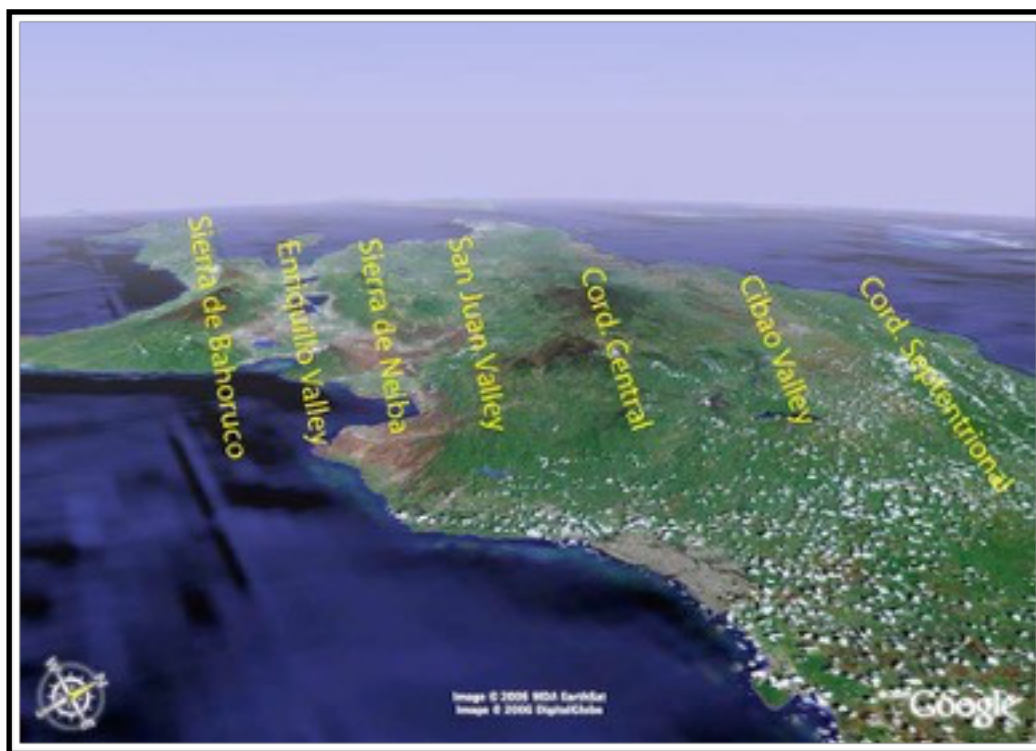 Sierra de Bahoruco
Enriquillo Valley
Sierra de Neiba
San Juan Valley
Cord. Central
Cibao Valley
Cord. Septentrional
Image © 2006 MDA EarthSat
Image © 2006 DigitalGlobe
Google